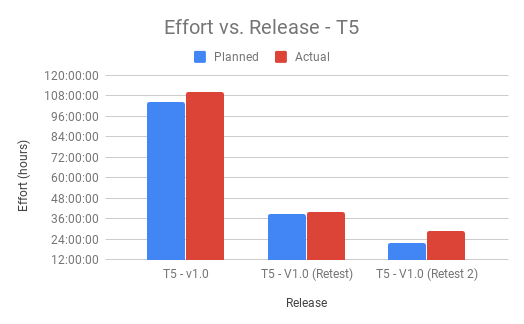 Effort vs. Release - T5
Planned
Actual
120:00:00
108:00:00
96:00:00
84:00:00
72:00:00
60:00:00
48:00:00
36:00:00
24:00:00
12:00:00
Effort (hours)
T5 - v1.0
T5 - V1.0 (Retest)
T5 - V1.0 (Retest 2)
Release